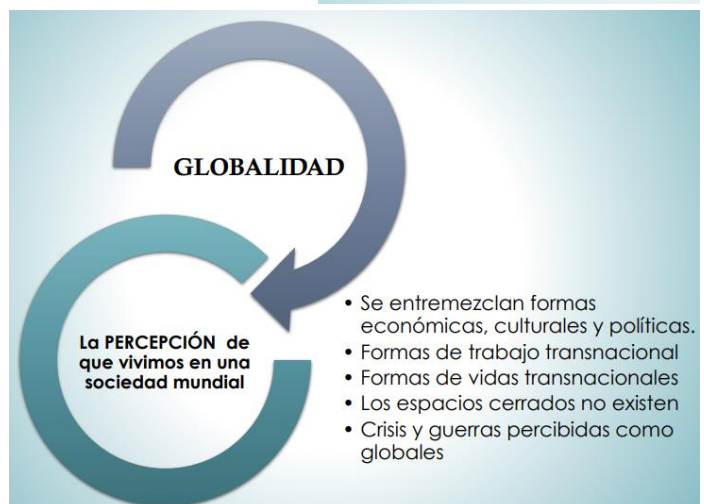 GLOBALIDAD
La PERCEPCIÓN de
que vivimos en una
sociedad mundial
• Se entremezclan formas
económicas, culturales y políticas.
• Formas de trabajo transnacional
• Formas de vidas transnacionales
• Los espacios cerrados no existen
• Crisis y guerras percibidas como
globales